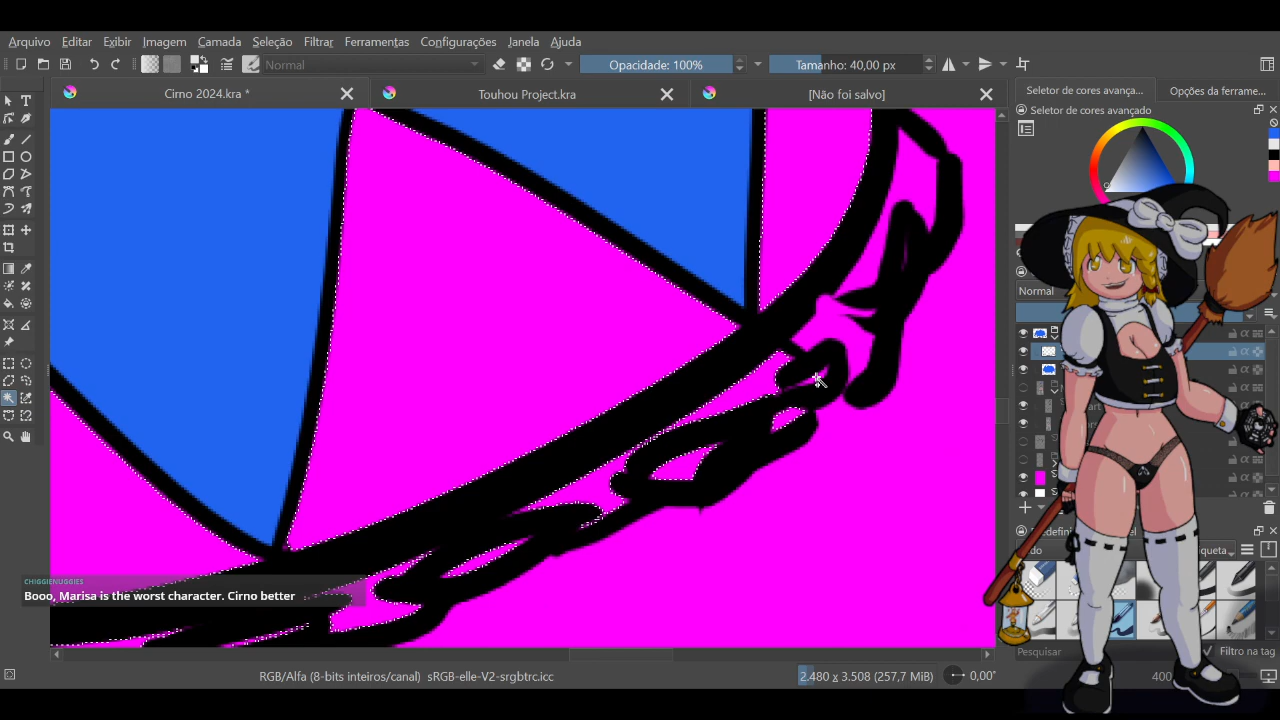 Arquivo Editar Exibir Imagem Camada Seleção Filtrar Ferramentas Configurações Janela Ajuda
Normal Opacidade: 100% Tamanho: 40,00 px
Cirno 2024.kra * Touhou Project.kra [Não foi salvo]
Seletor de cores avança... Opções da ferrame...
Seletor de cores avançado
Normal
CHIGGIENUGGIES
Booo, Marisa is the worst character. Cirno better
Pesquisar Filtro na tag
RGB/Alfa (8-bits inteiros/canal) sRGB-elle-V2-srgbtrc.icc 2.480 x 3.508 (257,7 MiB) 0,00° 400